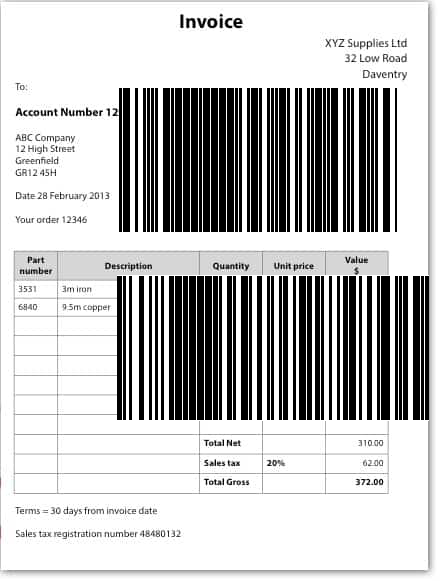 Invoice
XYZ Supplies Ltd
32 Low Road
Daventry
To:
Account Number 12
ABC Company
12 High Street
Greenfield
GR12 4SH
Date 28 February 2013
Your order 12346
Part number Description Quantity Unit price Value $
3531 3m iron
6840 9.5m copper
Total Net 310.00
Sales tax 20% 62.00
Total Gross 372.00
Terms = 30 days from invoice date
Sales tax registration number 48480132